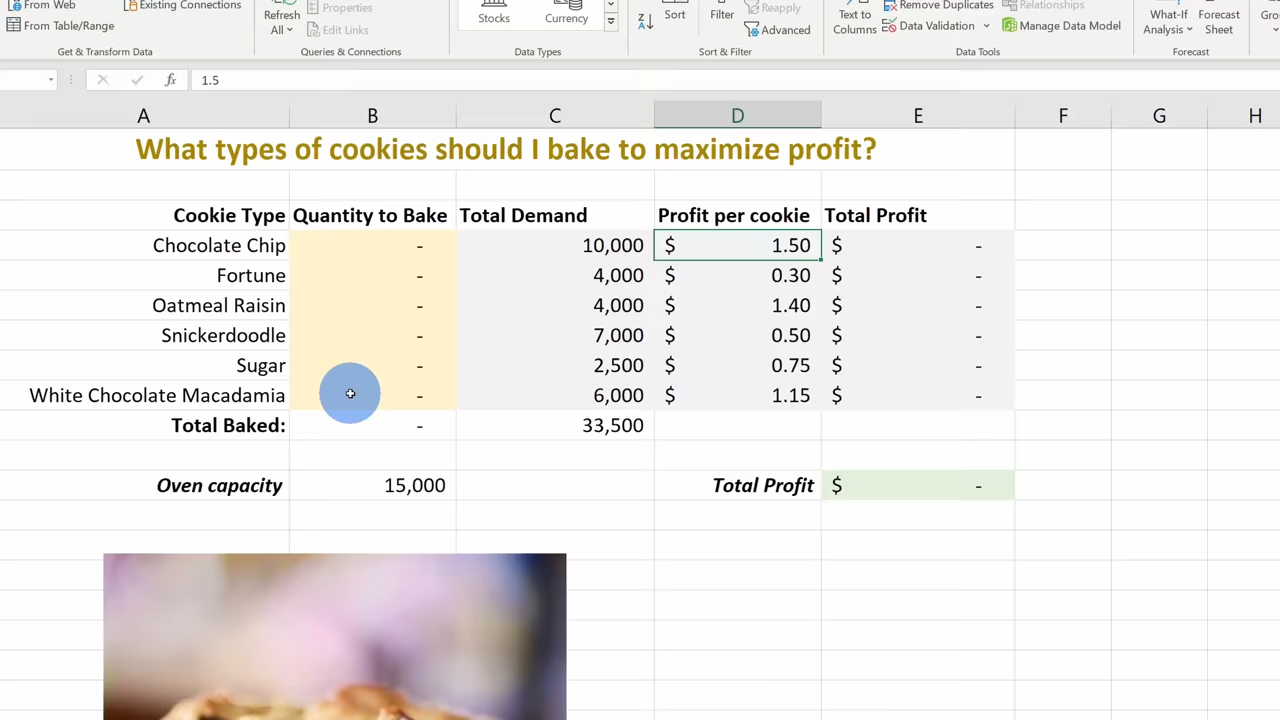 From Web
Existing Connections
From Table/Range
Get & Transform Data
Refresh
All
Properties
Edit Links
Queries & Connections
Stocks Currency
Data Types
Sort Filter
Reapply
Advanced
Sort & Filter
Text to
Columns
Remove Duplicates
Data Validation
Relationships
Manage Data Model
Data Tools
What-If
Analysis
Forecast
Sheet
Forecast
fx 1.5
A B C D E F G H
What types of cookies should I bake to maximize profit?
Cookie Type Quantity to Bake Total Demand Profit per cookie Total Profit
Chocolate Chip - 10,000 $ 1.50 $ -
Fortune - 4,000 $ 0.30 $ -
Oatmeal Raisin - 4,000 $ 1.40 $ -
Snickerdoodle - 7,000 $ 0.50 $ -
Sugar - 2,500 $ 0.75 $ -
White Chocolate Macadamia - 6,000 $ 1.15 $ -
Total Baked: - 33,500
Oven capacity 15,000 Total Profit $ -